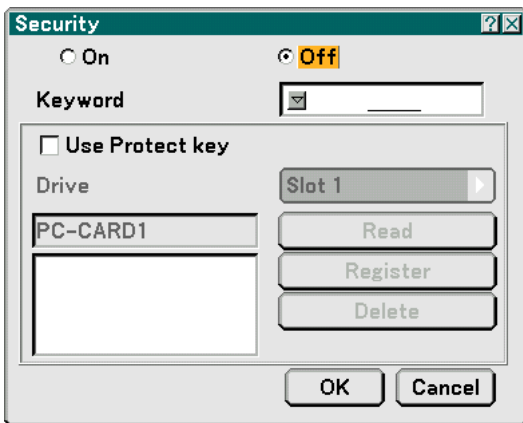 Security
On Off
Keyword
Use Protect key
Drive Slot 1
PC-CARD1 Read
Register
Delete
OK Cancel